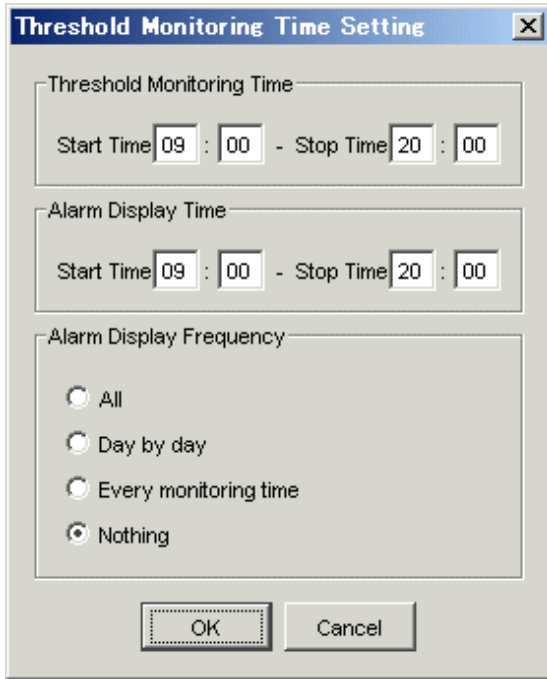 Threshold Monitoring Time Setting
Threshold Monitoring Time
Start Time 09 : 00 - Stop Time 20 : 00
Alarm Display Time
Start Time 09 : 00 - Stop Time 20 : 00
Alarm Display Frequency
All
Day by day
Every monitoring time
Nothing
OK Cancel